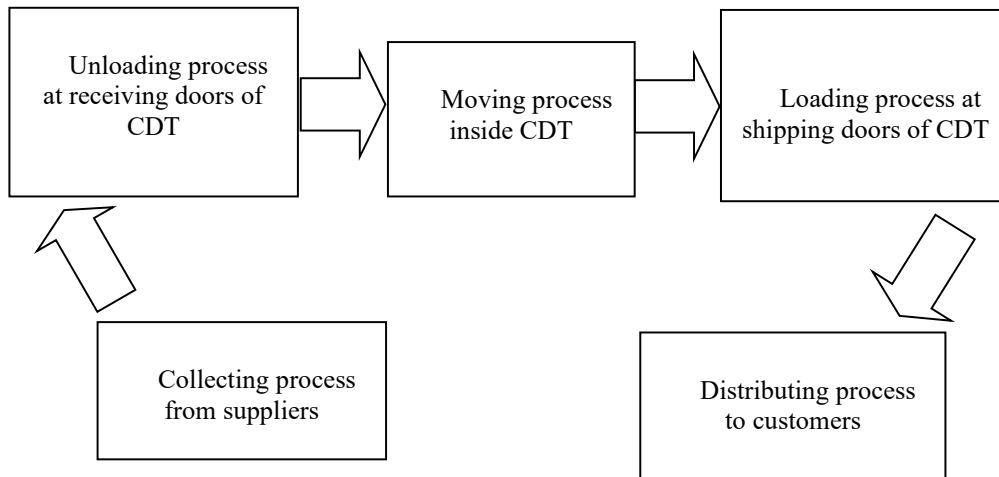 Unloading process
at receiving doors of
CDT
Moving process
inside CDT
Loading process at
shipping doors of CDT
Collecting process
from suppliers
Distributing process
to customers